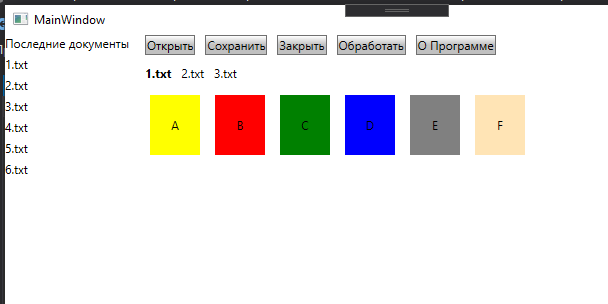 MainWindow
Последние документы
1.txt
2.txt
3.txt
4.txt
5.txt
6.txt
Открыть Сохранить Закрыть Обработать О Программе
1.txt 2.txt 3.txt
A B C D E F